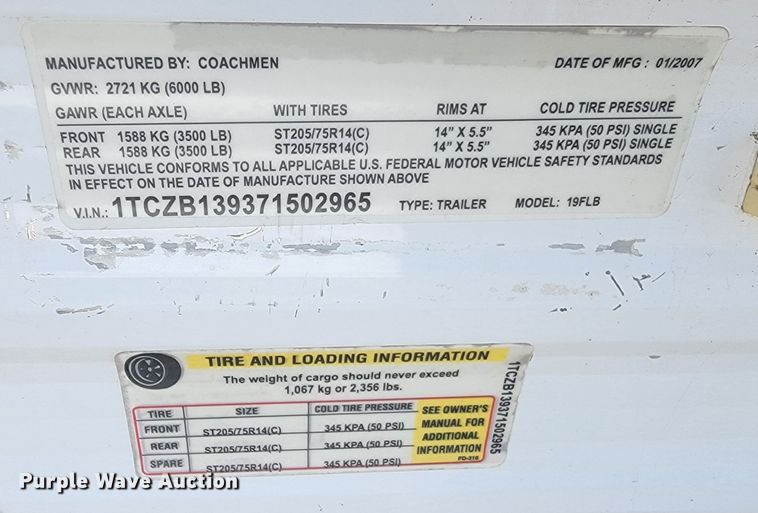 MANUFACTURED BY: COACHMEN DATE OF MFG : 01/2007
GVWR: 2721 KG (6000 LB)
GAWR (EACH AXLE) WITH TIRES RIMS AT COLD TIRE PRESSURE
FRONT 1588 KG (3500 LB) ST205/75R14(C) 14" X 5.5" 345 KPA (50 PSI) SINGLE
REAR 1588 KG (3500 LB) ST205/75R14(C) 14" X 5.5" 345 KPA (50 PSI) SINGLE
THIS VEHICLE CONFORMS TO ALL APPLICABLE U.S. FEDERAL MOTOR VEHICLE SAFETY STANDARDS
IN EFFECT ON THE DATE OF MANUFACTURE SHOWN ABOVE
V.I.N.: 1TCZB139371502965 TYPE: TRAILER MODEL: 19FLB
TIRE AND LOADING INFORMATION
The weight of cargo should never exceed
1,067 kg or 2,356 lbs.
TIRE SIZE COLD TIRE PRESSURE
FRONT ST205/75R14(C) 345 KPA (50 PSI)
REAR ST205/75R14(C) 345 KPA (50 PSI)
SPARE ST205/75R14(C) 345 KPA (50 PSI)
SEE OWNER'S
MANUAL FOR
ADDITIONAL
INFORMATION
FD-316
1TCZB139371502965
Purple Wave Auction